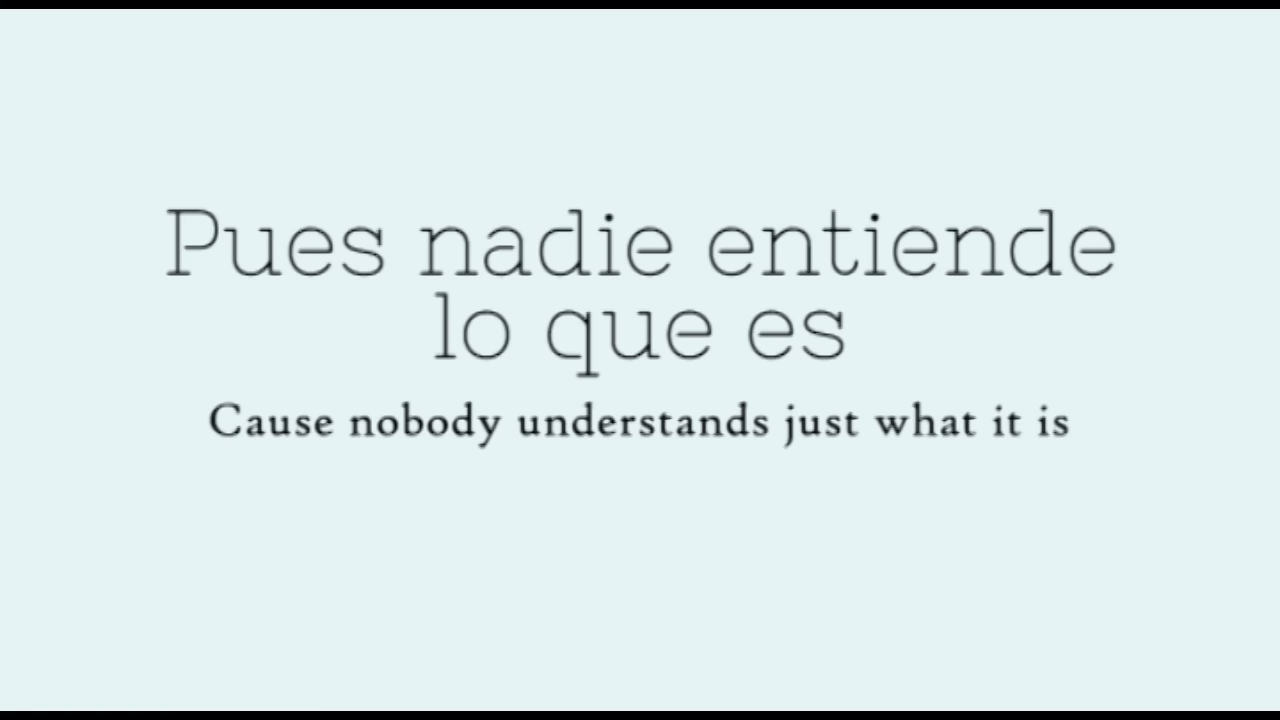 Pues nadie entiende
lo que es
Cause nobody understands just what it is